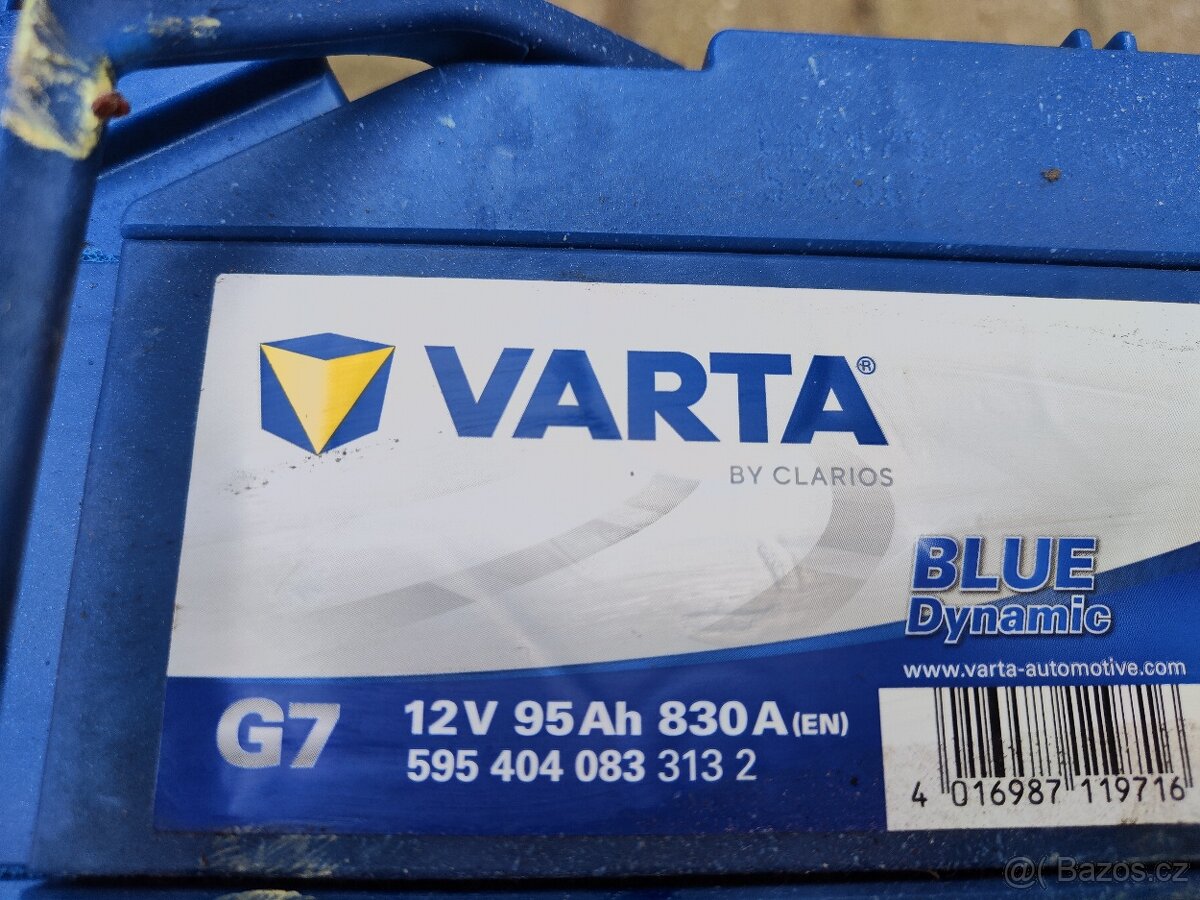 VARTA®
BY CLARIOS
BLUE
Dynamic
www.varta-automotive.com
G7
12V 95Ah 830A (EN)
595 404 083 313 2
4 016987 119716
@( Bazos.cz